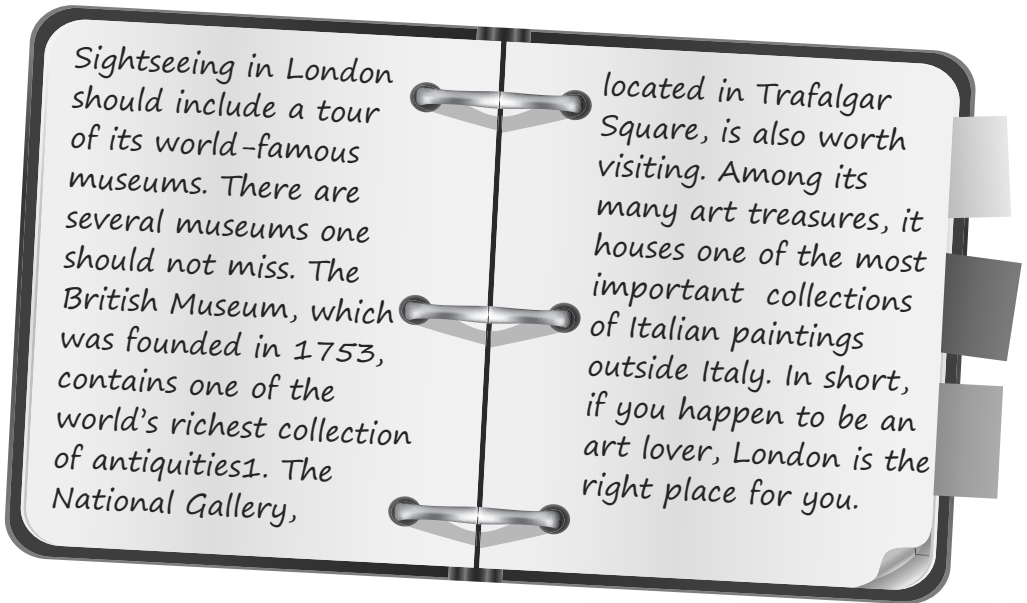 Sightseeing in London
should include a tour
of its world-famous
museums. There are
several museums one
should not miss. The
British Museum, which
was founded in 1753,
contains one of the
world's richest collection
of antiquities1. The
National Gallery,
located in Trafalgar
Square, is also worth
visiting. Among its
many art treasures, it
houses one of the most
important collections
of Italian paintings
outside Italy. In short,
if you happen to be an
art lover, London is the
right place for you.